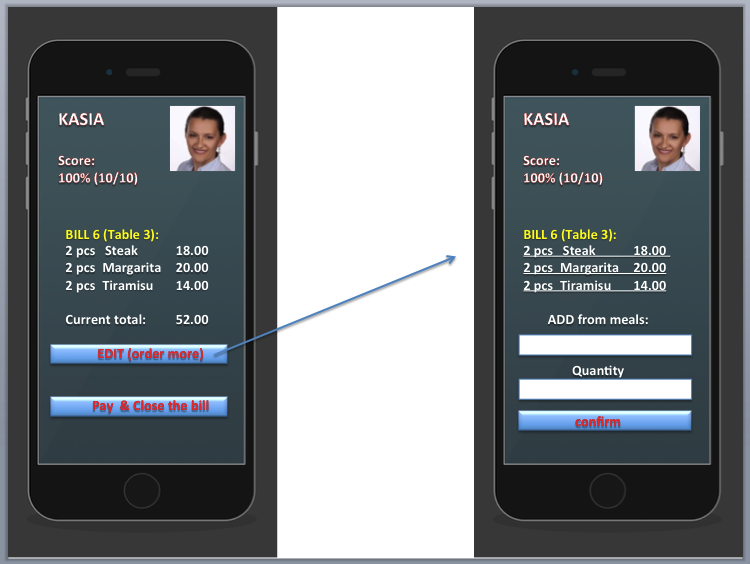 KASIA
Score:
100% (10/10)
BILL 6 (Table 3):
2 pcs Steak 18.00
2 pcs Margarita 20.00
2 pcs Tiramisu 14.00
Current total: 52.00
EDIT (order more)
Pay & Close the bill
KASIA
Score:
100% (10/10)
BILL 6 (Table 3):
2 pcs Steak 18.00
2 pcs Margarita 20.00
2 pcs Tiramisu 14.00
ADD from meals:
Quantity
confirm